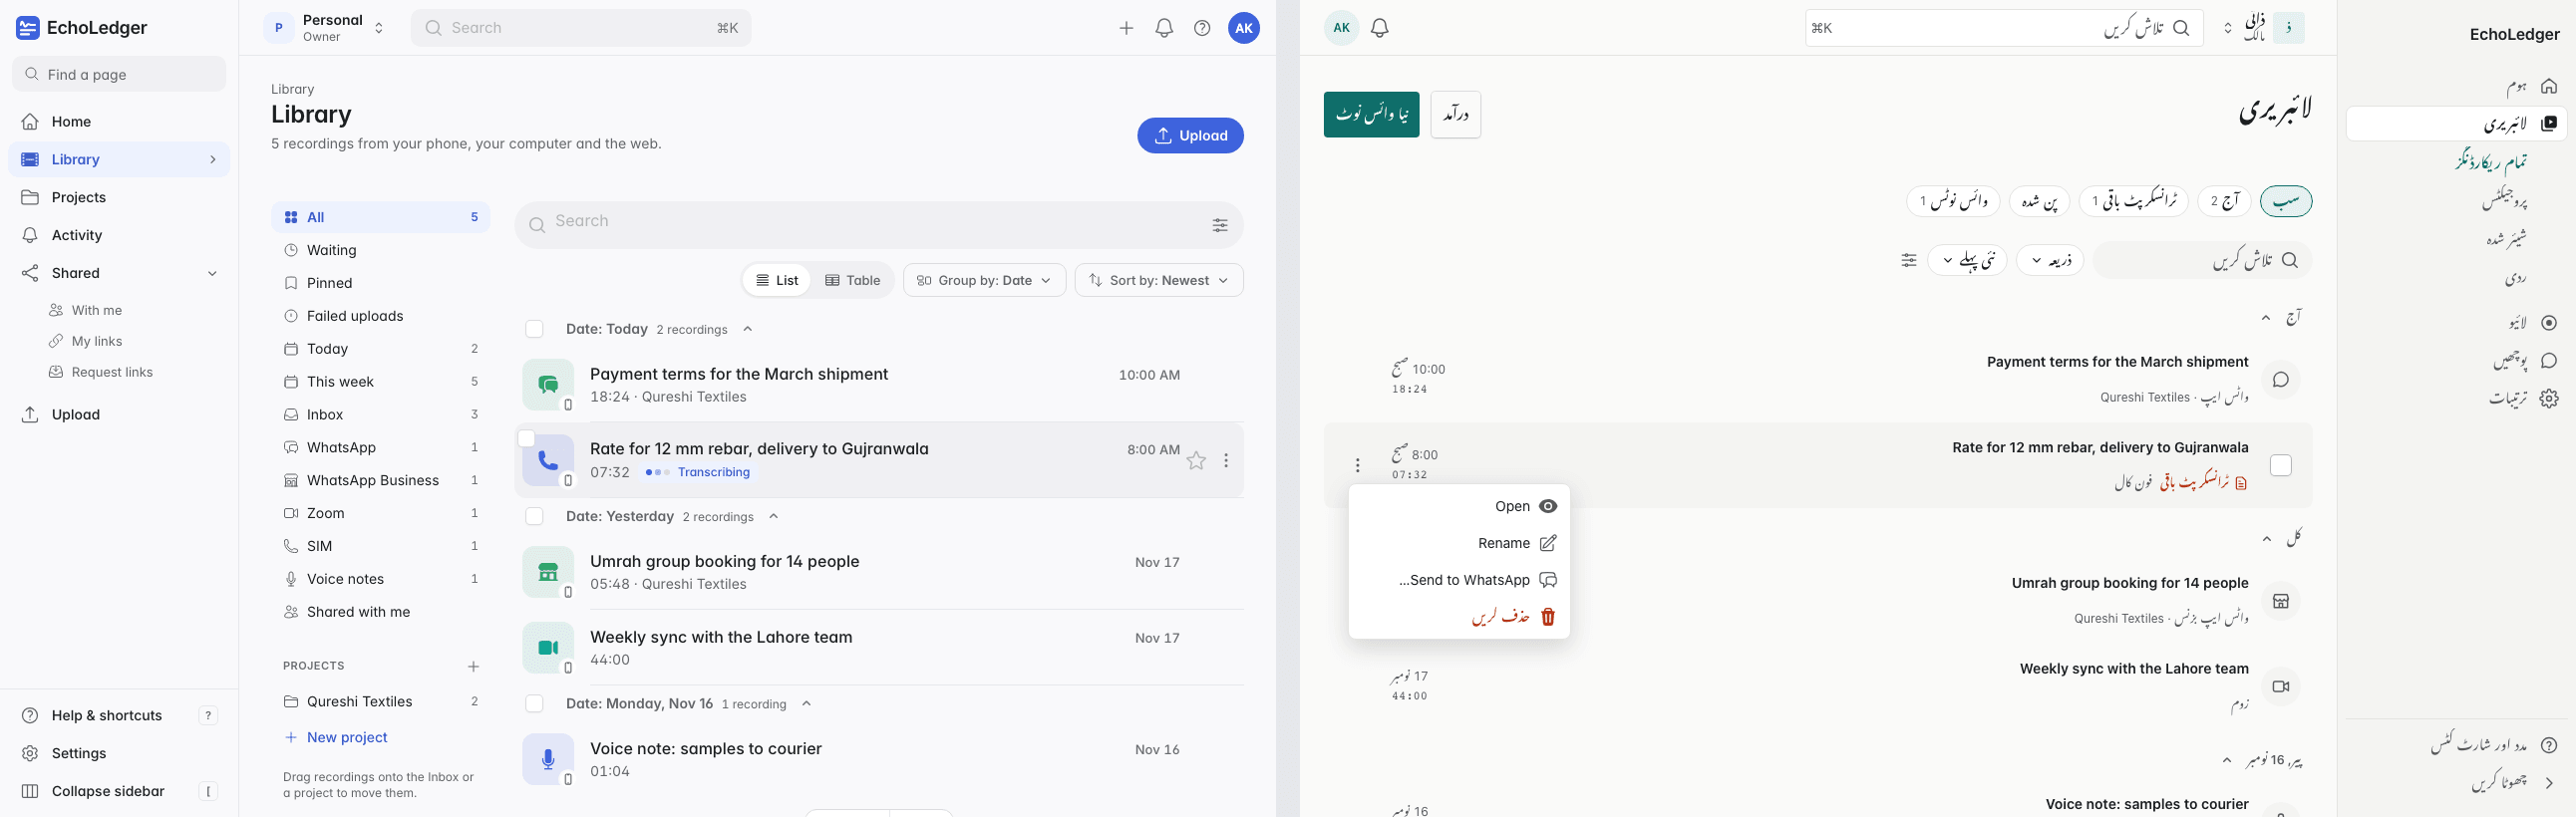 EchoLedger
Find a page
Home
Library
Projects
Activity
Shared
With me
My links
Request links
Upload
Help & shortcuts ?
Settings
Collapse sidebar [
P Personal
Owner
Search ⌘K
AK
Library
Library
5 recordings from your phone, your computer and the web.
Upload
All 5
Waiting
Pinned
Failed uploads
Today 2
This week 5
Inbox 3
WhatsApp 1
WhatsApp Business 1
Zoom 1
SIM 1
Voice notes 1
Shared with me
PROJECTS
Qureshi Textiles 2
New project
Drag recordings onto the Inbox or
a project to move them.
Search
List Table Group by: Date Sort by: Newest
Date: Today 2 recordings
Payment terms for the March shipment 10:00 AM
18:24 · Qureshi Textiles
Rate for 12 mm rebar, delivery to Gujranwala 8:00 AM
07:32 Transcribing
Date: Yesterday 2 recordings
Umrah group booking for 14 people Nov 17
05:48 · Qureshi Textiles
Weekly sync with the Lahore team Nov 17
44:00
Date: Monday, Nov 16 1 recording
Voice note: samples to courier Nov 16
01:04
EchoLedger
ہوم
لائبریری
تمام ریکارڈنگز
پروجیکٹس
شیئر شدہ
ردی
لائیو
پوچھیں
ترتیبات
مدد اور شارٹ کٹس
چھوٹا کریں
ذ ذاتی
مالک
تلاش کریں ⌘K
AK
لائبریری
درآمد نیا وائس نوٹ
سب آج 2 ٹرانسکرپٹ باقی 1 پن شدہ وائس نوٹس 1
تلاش کریں ذریعہ نئی پہلے
آج
Payment terms for the March shipment 10:00 صبح
واٹس ایپ · Qureshi Textiles 18:24
Rate for 12 mm rebar, delivery to Gujranwala 8:00 صبح
ٹرانسکرپٹ باقی فون کال 07:32
Open
Rename
Send to WhatsApp...
حذف کریں
کل
Umrah group booking for 14 people
واٹس ایپ بزنس · Qureshi Textiles
Weekly sync with the Lahore team 17 نومبر
زوم 44:00
پیر, 16 نومبر
Voice note: samples to courier 16 نومبر